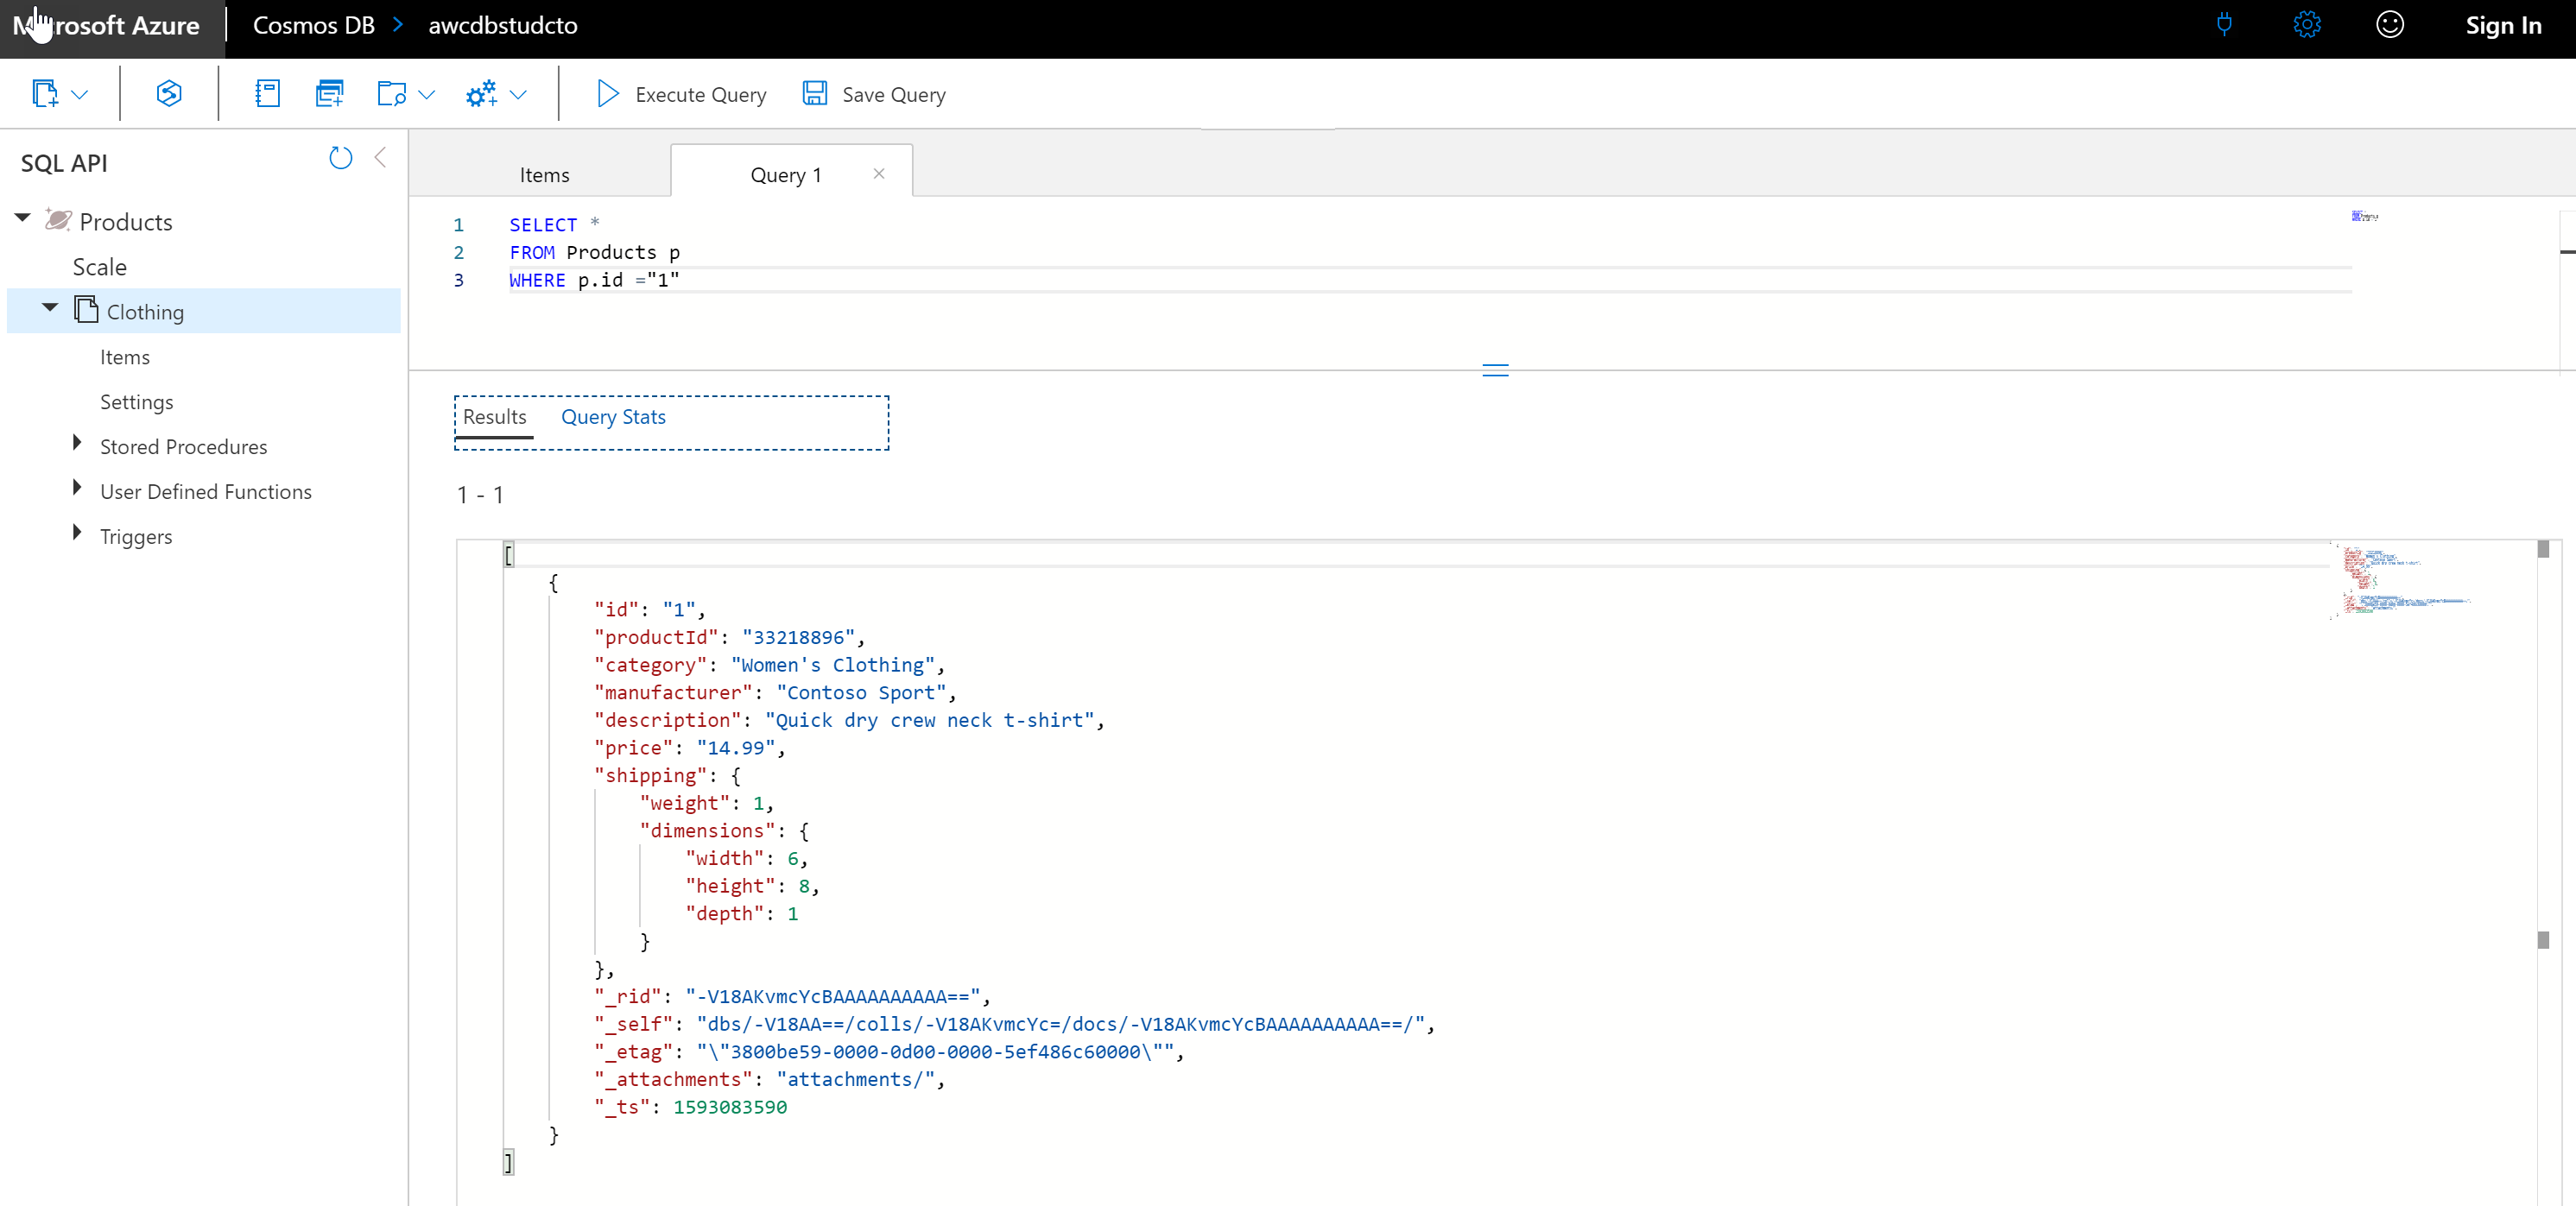 Microsoft Azure
Cosmos DB > awcdbstudcto
Sign In
Execute Query
Save Query
SQL API
Products
Scale
Clothing
Items
Settings
Stored Procedures
User Defined Functions
Triggers
Items
Query 1
1 SELECT *
2 FROM Products p
3 WHERE p.id ="1"
Results
Query Stats
1 - 1
[
{
"id": "1",
"productId": "33218896",
"category": "Women's Clothing",
"manufacturer": "Contoso Sport",
"description": "Quick dry crew neck t-shirt",
"price": "14.99",
"shipping": {
"weight": 1,
"dimensions": {
"width": 6,
"height": 8,
"depth": 1
}
},
"_rid": "-V18AKvmcYcBAAAAAAAAAA==",
"_self": "dbs/-V18AA==/colls/-V18AKvmcYc=/docs/-V18AKvmcYcBAAAAAAAAAA==/",
"_etag": "\"3800be59-0000-0d00-0000-5ef486c60000\"",
"_attachments": "attachments/",
"_ts": 1593083590
}
]